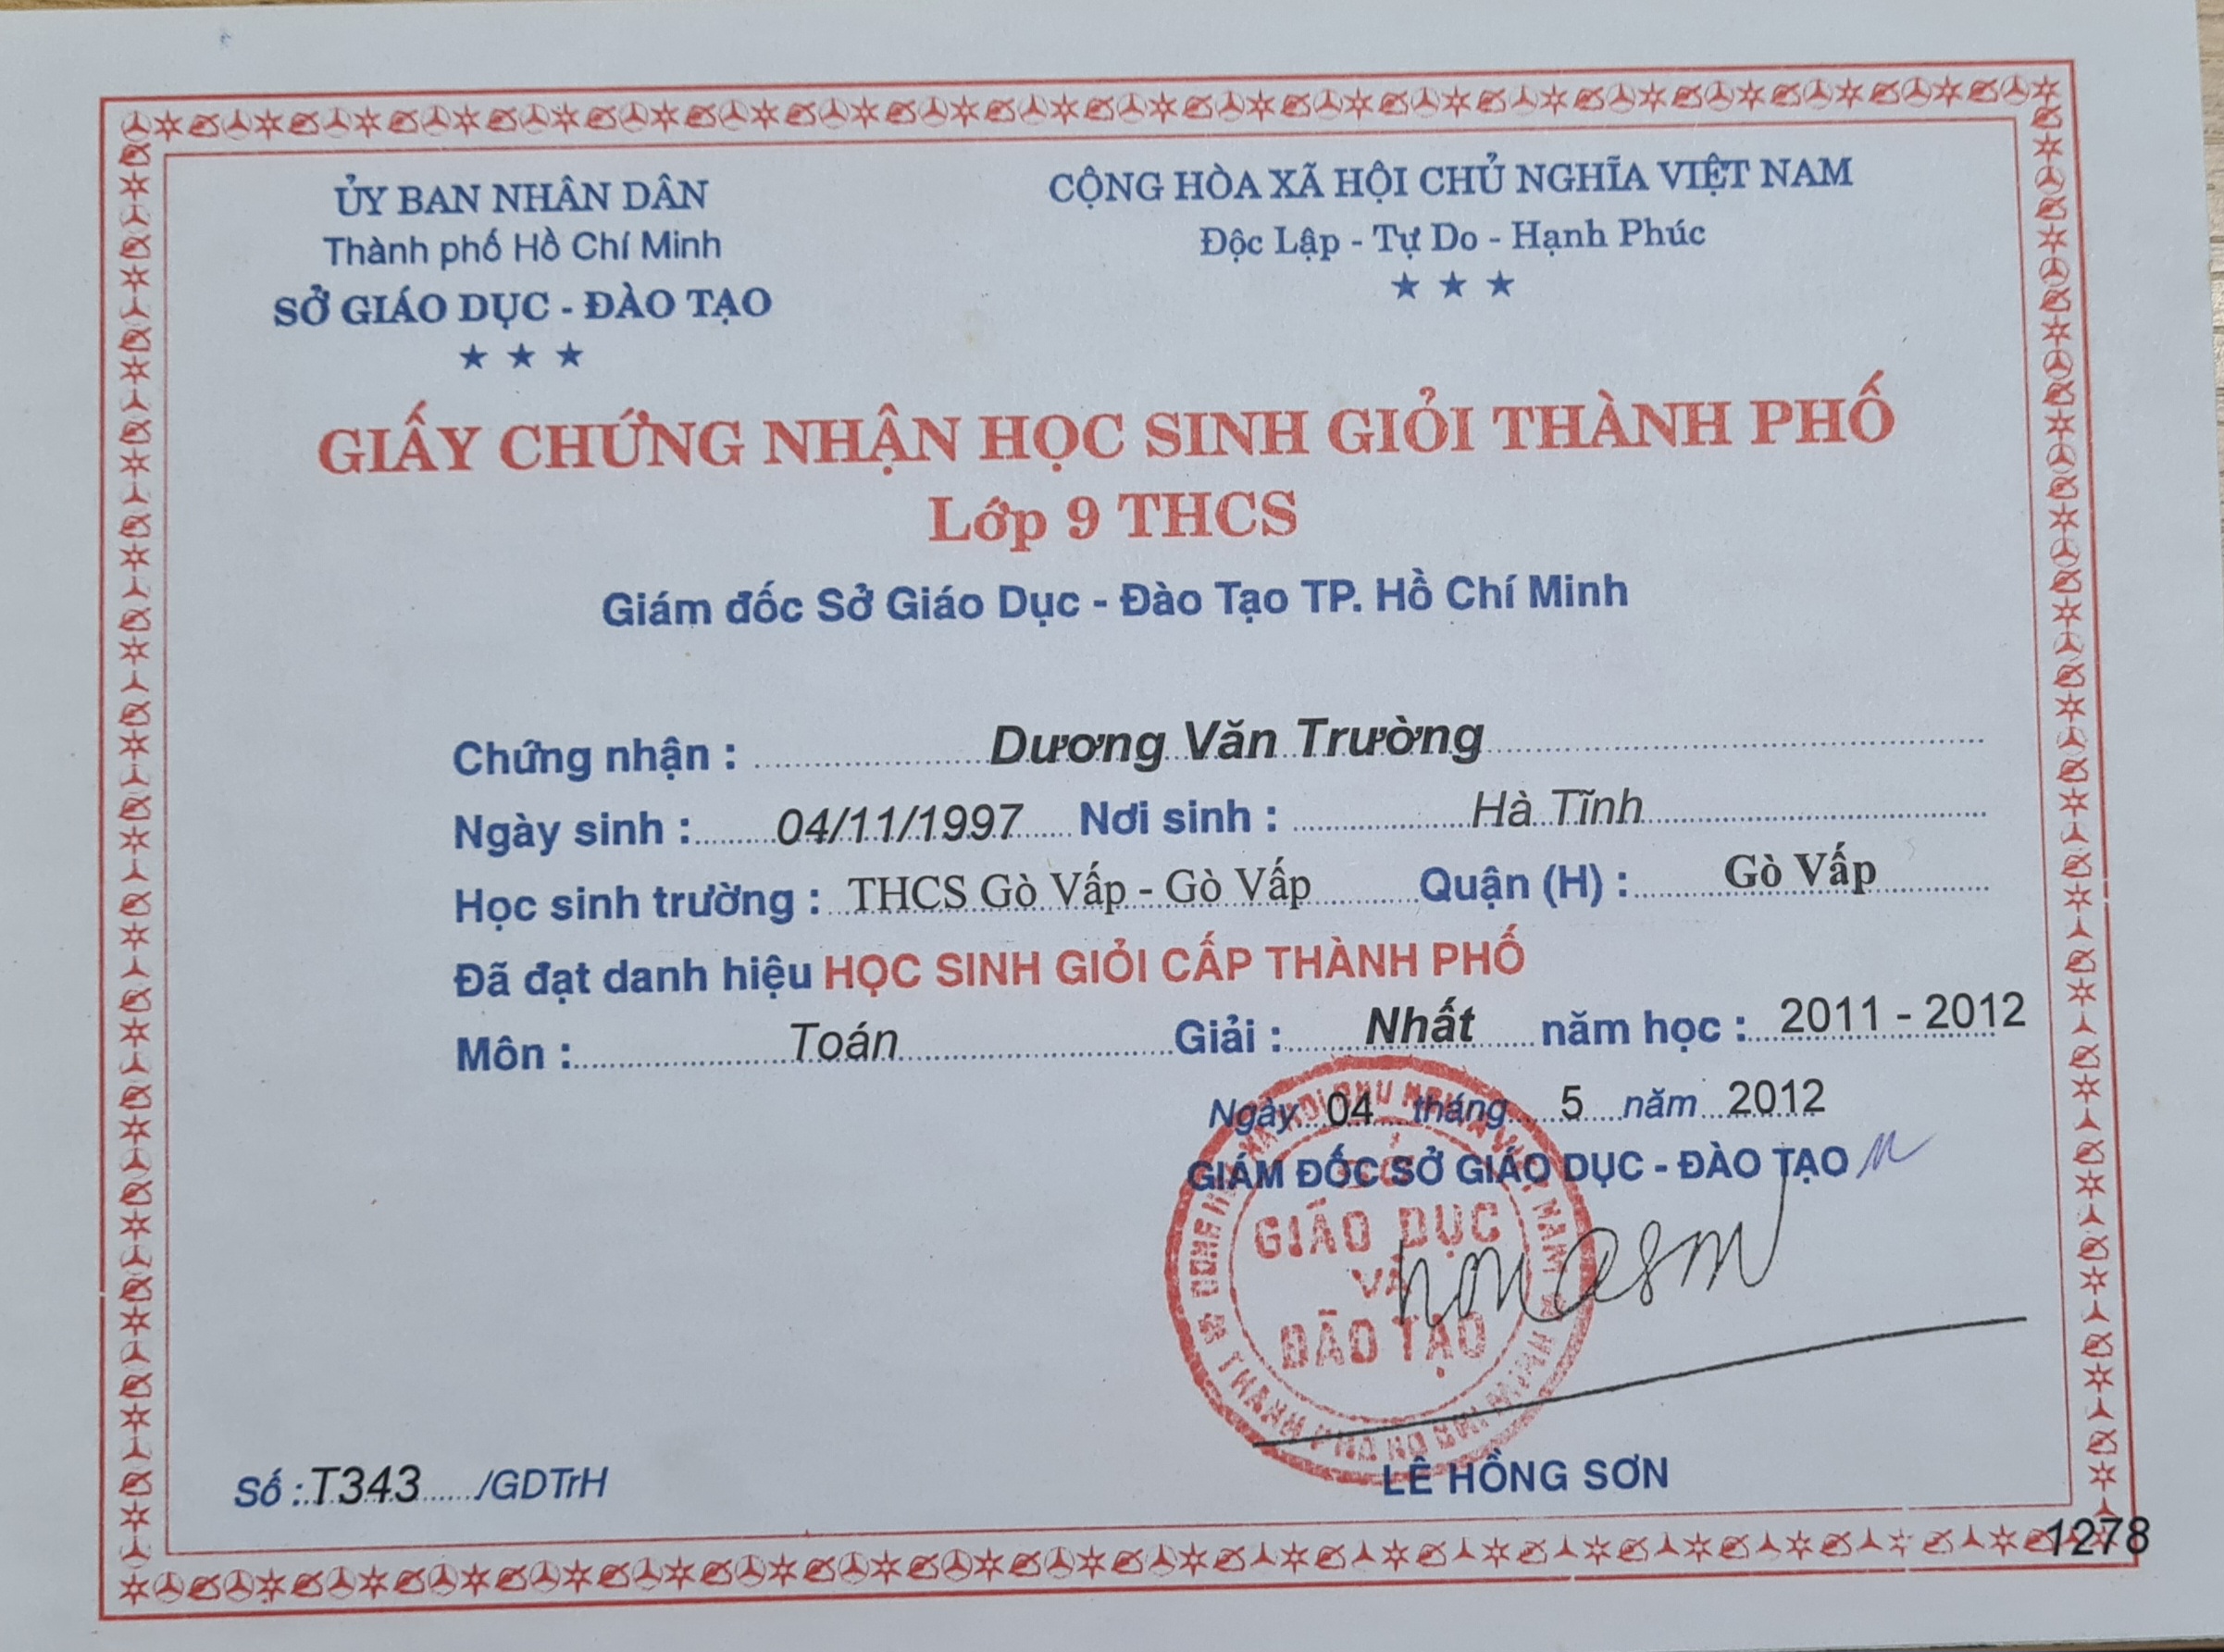 ỦY BAN NHÂN DÂN
Thành phố Hồ Chí Minh
SỞ GIÁO DỤC - ĐÀO TẠO
★ ★ ★
CỘNG HÒA XÃ HỘI CHỦ NGHĨA VIỆT NAM
Độc Lập - Tự Do - Hạnh Phúc
★ ★ ★
GIẤY CHỨNG NHẬN HỌC SINH GIỎI THÀNH PHỐ
Lớp 9 THCS
Giám đốc Sở Giáo Dục - Đào Tạo TP. Hồ Chí Minh
Chứng nhận : Dương Văn Trường
Ngày sinh : 04/11/1997 Nơi sinh : Hà Tĩnh
Học sinh trường : THCS Gò Vấp - Gò Vấp Quận (H) : Gò Vấp
Đã đạt danh hiệu HỌC SINH GIỎI CẤP THÀNH PHỐ
Môn : Toán Giải : Nhất năm học : 2011 - 2012
Ngày 04 tháng 5 năm 2012
GIÁM ĐỐC SỞ GIÁO DỤC - ĐÀO TẠO
GIÁO DỤC
VÀ
ĐÀO TẠO
LÊ HỒNG SƠN
Số : T343 /GDTrH
1278